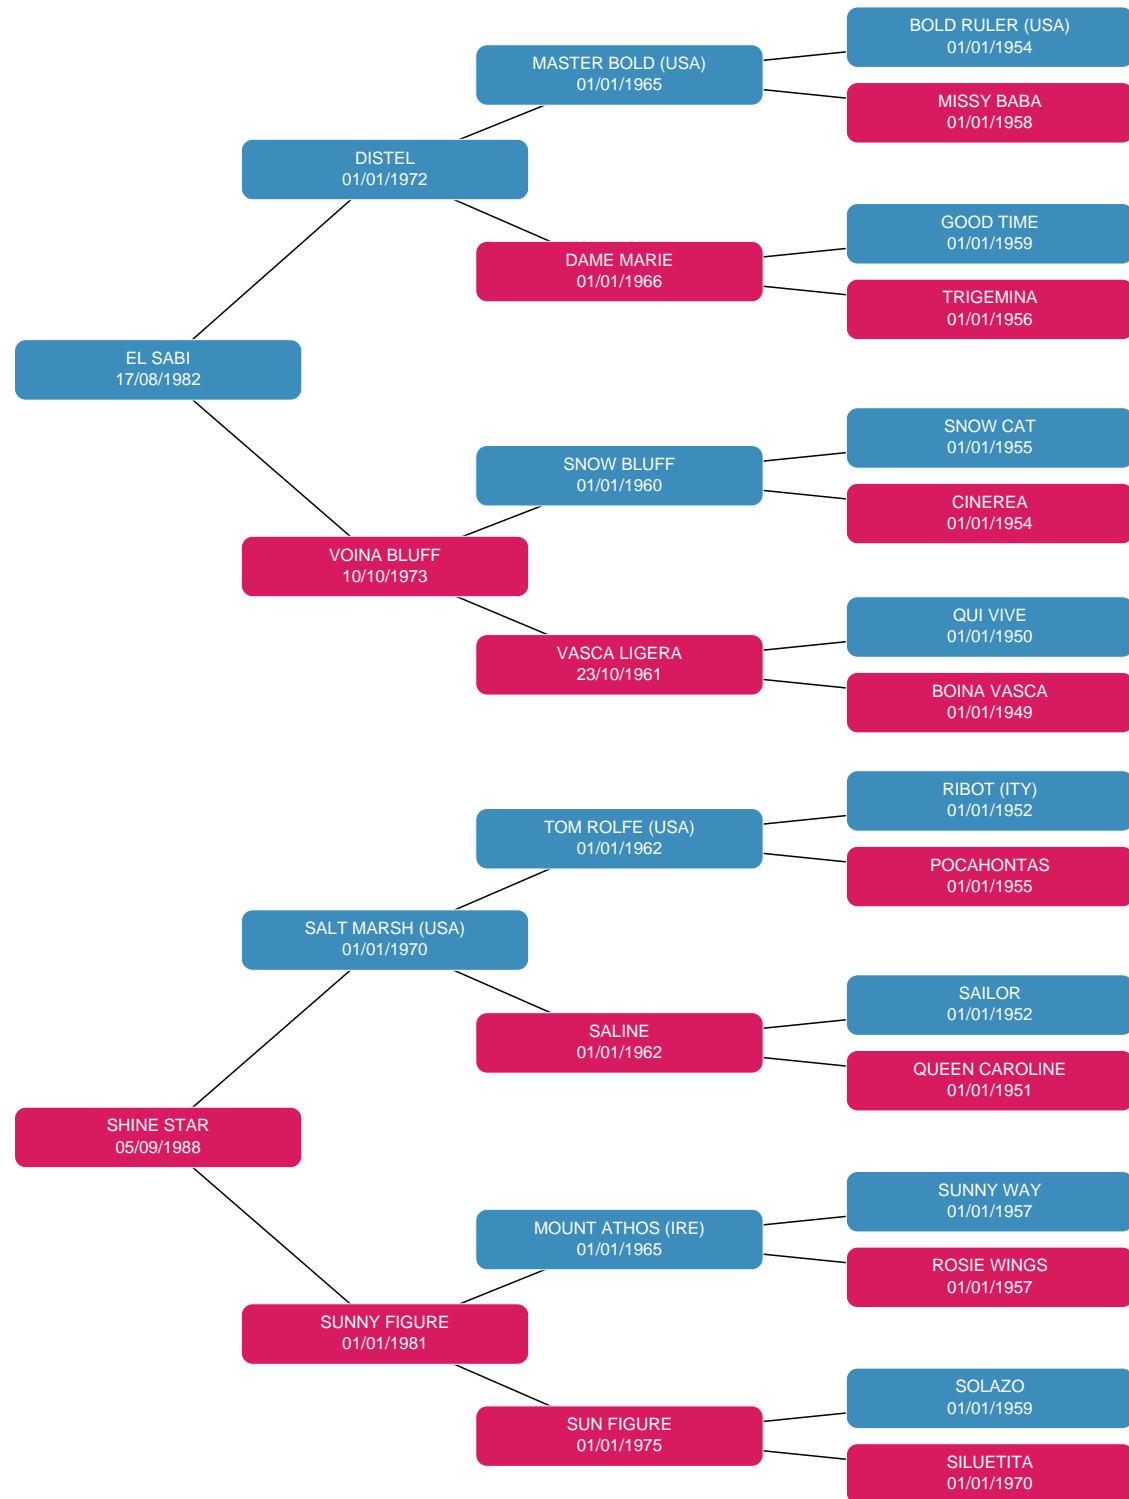 BOLD RULER (USA)
01/01/1954
MASTER BOLD (USA)
01/01/1965
MISSY BABA
01/01/1958
DISTEL
01/01/1972
GOOD TIME
01/01/1959
DAME MARIE
01/01/1966
TRIGEMINA
01/01/1956
EL SABI
17/08/1982
SNOW CAT
01/01/1955
SNOW BLUFF
01/01/1960
CINEREA
01/01/1954
VOINA BLUFF
10/10/1973
QUI VIVE
01/01/1950
VASCA LIGERA
23/10/1961
BOINA VASCA
01/01/1949
RIBOT (ITY)
01/01/1952
TOM ROLFE (USA)
01/01/1962
POCAHONTAS
01/01/1955
SALT MARSH (USA)
01/01/1970
SAILOR
01/01/1952
SALINE
01/01/1962
QUEEN CAROLINE
01/01/1951
SHINE STAR
05/09/1988
SUNNY WAY
01/01/1957
MOUNT ATHOS (IRE)
01/01/1965
ROSIE WINGS
01/01/1957
SUNNY FIGURE
01/01/1981
SOLAZO
01/01/1959
SUN FIGURE
01/01/1975
SILUETITA
01/01/1970